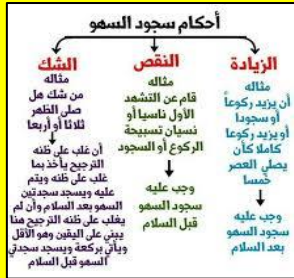 أحكام سجود السهو
الزيادة
مثاله
أن يزيد ركوعاً
أو سجودا
أو يزيد ركوعا
كاملا كأن
يصلي العصر
خمسا
وجب عليه
سجود السهو
بعد السلام
النقص
مثاله
قام عن التشهد
الأول ناسيا أو
نسيان تسبيحة
الركوع أو السجود
وجب عليه
سجود السهو
قبل السلام
الشك
مثاله
من شك هل
صلى الظهر
ثلاثا أو أربعا
أن غلب على ظنه
الترجيح يأخذ بما
غلب على ظنه ويتم
عليه ويسجد سجدتين
السهو بعد السلام وأن لم
يغلب على ظنه الترجيح هنا
يبني على اليقين وهو الأقل
ويأتي بركعة ويسجد سجدتي
السهو قبل السلام